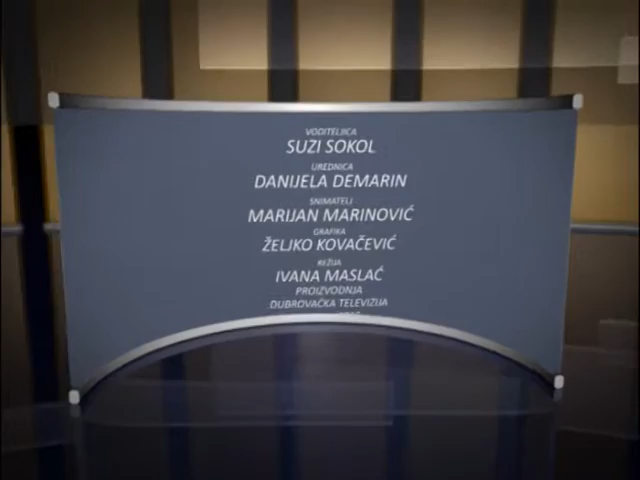 VODITELJICA
SUZI SOKOL
UREDNICA
DANIJELA DEMARIN
SNIMATELJ
MARIJAN MARINOVIĆ
GRAFIKA
ŽELJKO KOVAČEVIĆ
REŽIJA
IVANA MASLAĆ
PROIZVODNJA
DUBROVAČKA TELEVIZIJA